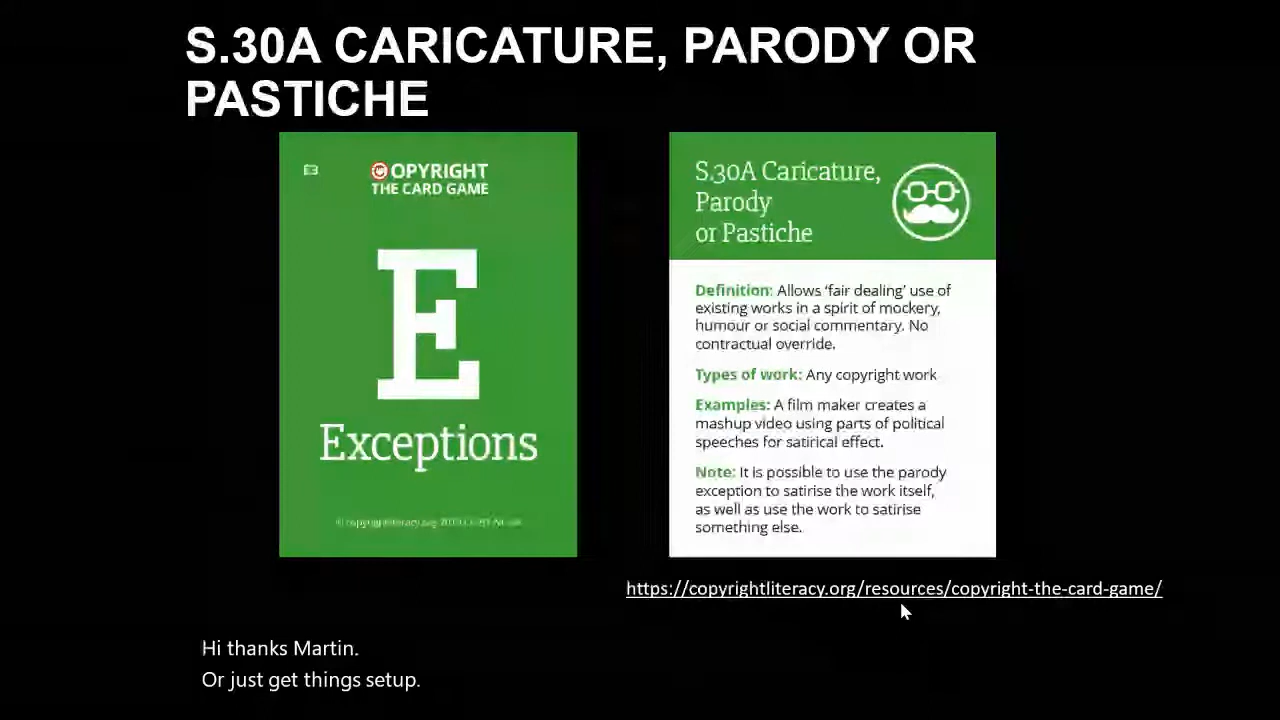 S.30A CARICATURE, PARODY OR
PASTICHE
E3
COPYRIGHT
THE CARD GAME
E
Exceptions
S.30A Caricature,
Parody
or Pastiche
Definition: Allows ‘fair dealing’ use of
existing works in a spirit of mockery,
humour or social commentary. No
contractual override.
Types of work: Any copyright work
Examples: A film maker creates a
mashup video using parts of political
speeches for satirical effect.
Note: It is possible to use the parody
exception to satirise the work itself,
as well as use the work to satirise
something else.
https://copyrightliteracy.org/resources/copyright-the-card-game/
Hi thanks Martin.
Or just get things setup.